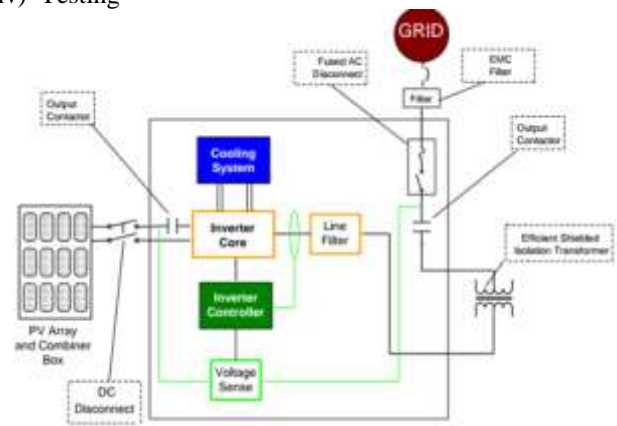 iv) Testing
GRID
Fused AC
Disconnect
EMC
Filter
Filter
Output
Contactor
Output
Contactor
Cooling
System
Inverter
Core
Line
Filter
Efficient Shielded
Isolation Transformer
Inverter
Controller
PV Array
and Combiner
Box
Voltage
Sense
DC
Disconnect